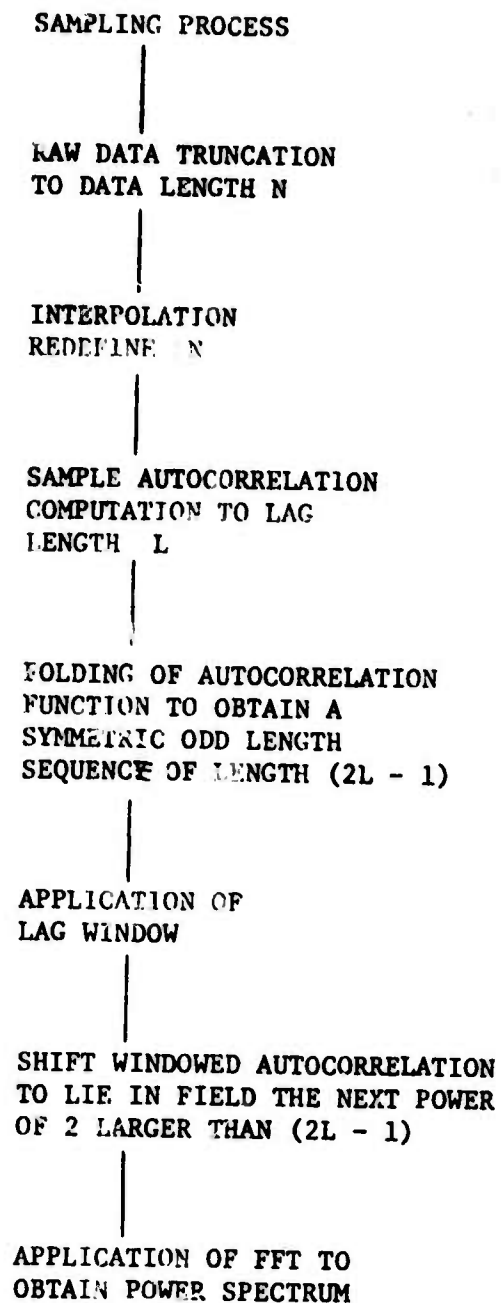 SAMPLING PROCESS
RAW DATA TRUNCATION
TO DATA LENGTH N
INTERPOLATION
REDEFINE N
SAMPLE AUTOCORRELATION
COMPUTATION TO LAG
LENGTH L
FOLDING OF AUTOCORRELATION
FUNCTION TO OBTAIN A
SYMMETRIC ODD LENGTH
SEQUENCE OF LENGTH (2L - 1)
APPLICATION OF
LAG WINDOW
SHIFT WINDOWED AUTOCORRELATION
TO LIE IN FIELD THE NEXT POWER
OF 2 LARGER THAN (2L - 1)
APPLICATION OF FFT TO
OBTAIN POWER SPECTRUM